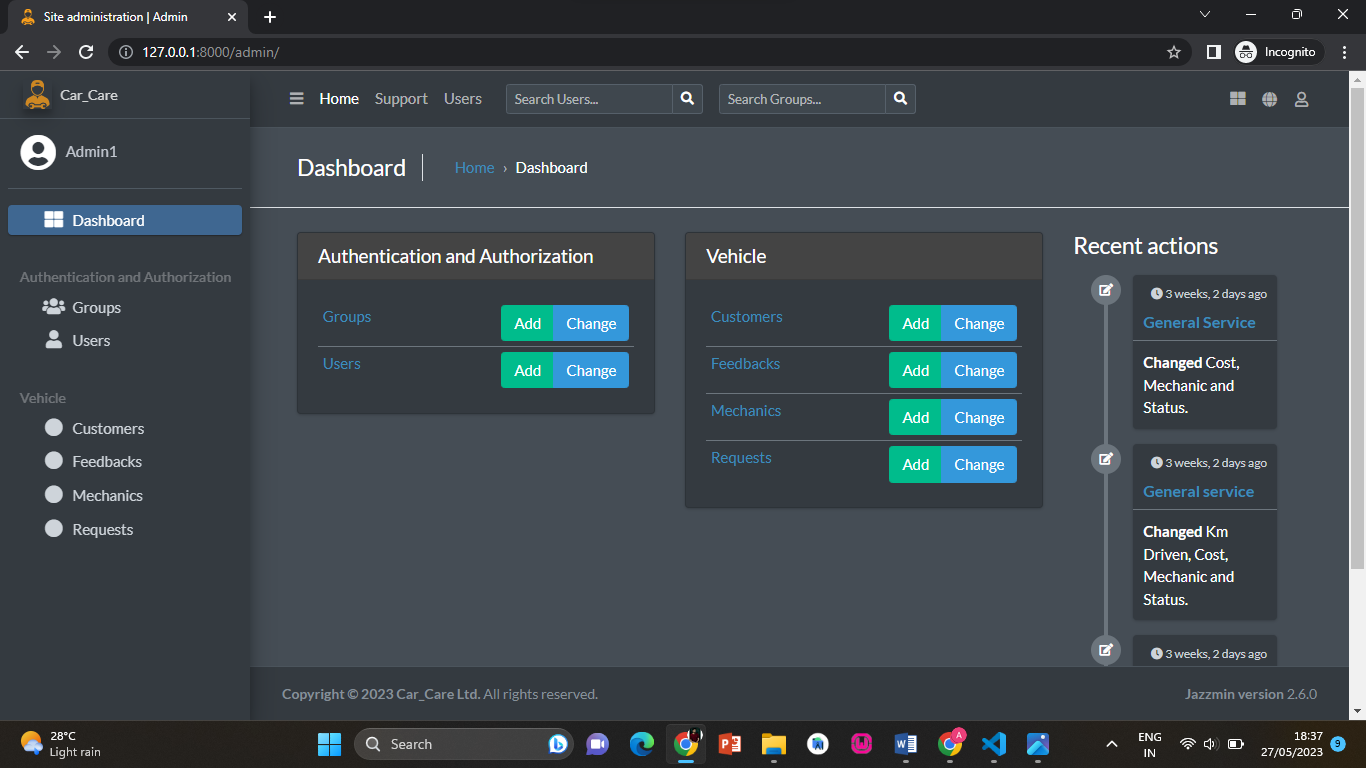 Site administration | Admin
127.0.0.1:8000/admin/
Incognito
Car_Care
Home Support Users Search Users... Search Groups...
Admin1
Dashboard
Home › Dashboard
Dashboard
Authentication and Authorization
Groups
Users
Vehicle
Customers
Feedbacks
Mechanics
Requests
Authentication and Authorization
Groups Add Change
Users Add Change
Vehicle
Customers Add Change
Feedbacks Add Change
Mechanics Add Change
Requests Add Change
Recent actions
3 weeks, 2 days ago
General Service
Changed Cost,
Mechanic and
Status.
3 weeks, 2 days ago
General service
Changed Km
Driven, Cost,
Mechanic and
Status.
3 weeks, 2 days ago
Copyright © 2023 Car_Care Ltd. All rights reserved.
Jazzmin version 2.6.0
28°C
Light rain
Search
ENG
IN
18:37
27/05/2023
9
A